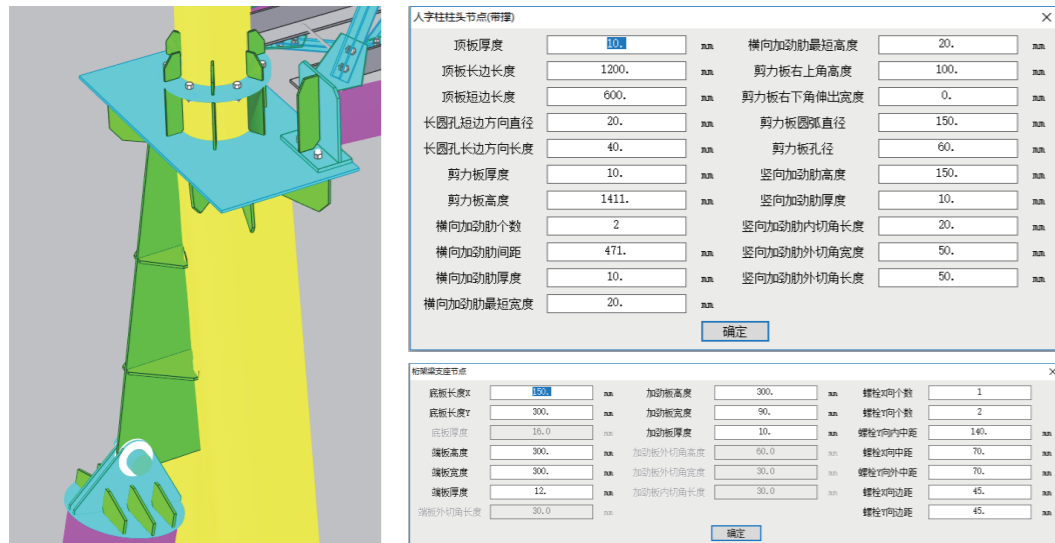 人字柱柱头节点(带撑)
顶板厚度 10. mm 横向加劲肋最短高度 20. mm
顶板长边长度 1200. mm 剪力板右上角高度 100. mm
顶板短边长度 600. mm 剪力板右下角伸出宽度 0. mm
长圆孔短边方向直径 20. mm 剪力板圆弧直径 150. mm
长圆孔长边方向长度 40. mm 剪力板孔径 60. mm
剪力板厚度 10. mm 竖向加劲肋高度 150. mm
剪力板高度 1411. mm 竖向加劲肋厚度 10. mm
横向加劲肋个数 2 竖向加劲肋内切角长度 20. mm
横向加劲肋间距 471. mm 竖向加劲肋外切角宽度 50. mm
横向加劲肋厚度 10. mm 竖向加劲肋外切角长度 50. mm
横向加劲肋最短宽度 20. mm
确定
桁架梁支座节点
底板长度X 150. mm 加劲板高度 300. mm 螺栓X向个数 1
底板长度Y 300. mm 加劲板宽度 90. mm 螺栓Y向个数 2
底板厚度 16.0 mm 加劲板厚度 10. mm 螺栓Y向内中距 140. mm
端板高度 300. mm 加劲板外切角高度 60.0 mm 螺栓X向中距 70. mm
端板宽度 300. mm 加劲板外切角宽度 30.0 mm 螺栓Y向外中距 70. mm
端板厚度 12. mm 加劲板内切角长度 30.0 mm 螺栓X向边距 45. mm
端板外切角长度 30.0 mm 螺栓Y向边距 45. mm
确定